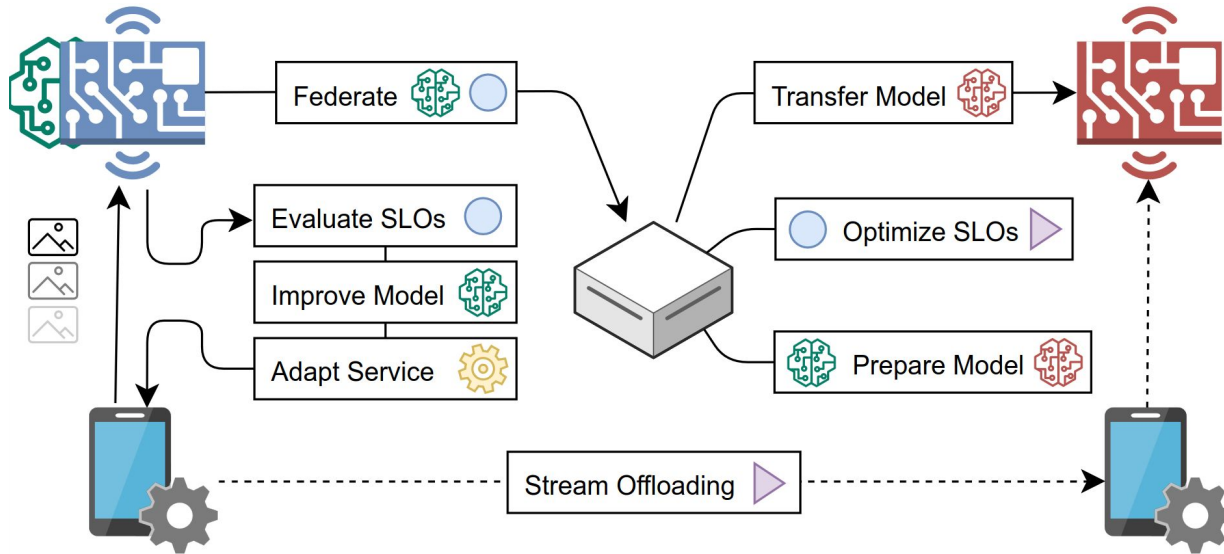 Federate
Transfer Model
Evaluate SLOs
Optimize SLOs
Improve Model
Adapt Service
Prepare Model
Stream Offloading